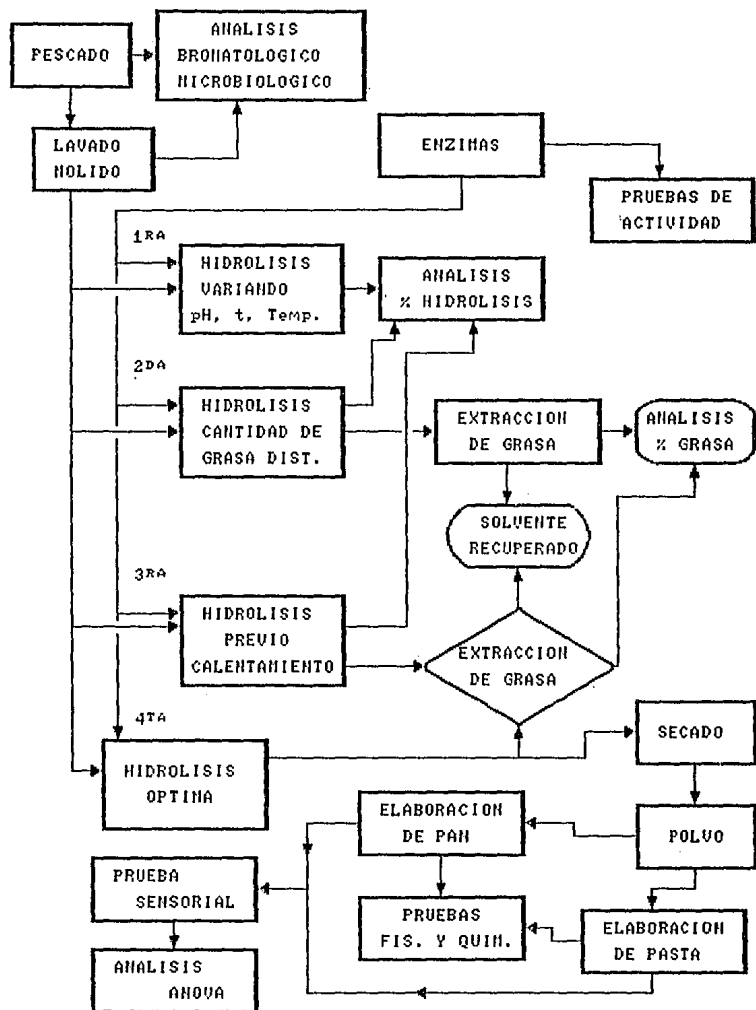 PESCADO
ANALISIS
BROMATOLOGICO
MICROBIOLOGICO
LAVADO
MOLIDO
ENZIMAS
PRUEBAS DE
ACTIVIDAD
1RA
HIDROLISIS
VARIANDO
pH, t, Temp.
ANALISIS
% HIDROLISIS
2DA
HIDROLISIS
CANTIDAD DE
GRASA DIST.
EXTRACCION
DE GRASA
ANALISIS
% GRASA
SOLVENTE
RECUPERADO
3RA
HIDROLISIS
PREVIO
CALENTAMIENTO
EXTRACCION
DE GRASA
4TA
HIDROLISIS
OPTIMA
SECADO
POLVO
ELABORACION
DE PAN
PRUEBA
SENSORIAL
PRUEBAS
FIS. Y QUIM.
ELABORACION
DE PASTA
ANALISIS
ANOVA